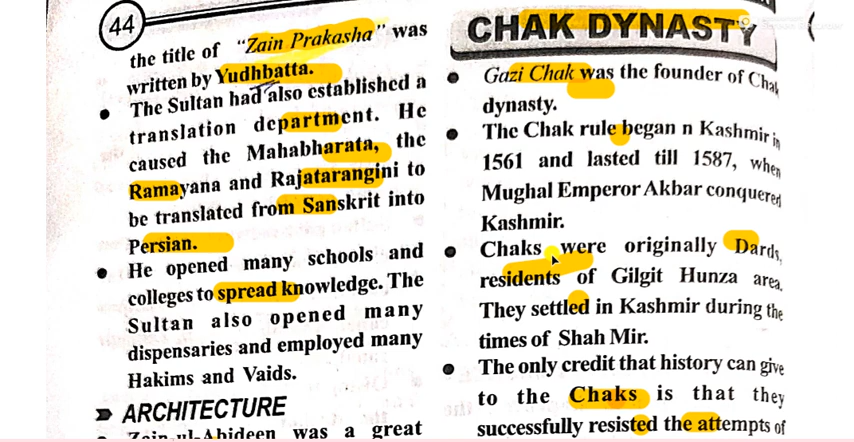 44
the title of "Zain Prakasha" was
written by Yudhbatta.
● The Sultan had also established a
translation department. He
caused the Mahabharata, the
Ramayana and Rajatarangini to
be translated from Sanskrit into
Persian.
● He opened many schools and
colleges to spread knowledge. The
Sultan also opened many
dispensaries and employed many
Hakims and Vaids.
➤ ARCHITECTURE
Zain-ul-Abideen was a great
CHAK DYNASTY
● Gazi Chak was the founder of Chak
dynasty.
● The Chak rule began n Kashmir in
1561 and lasted till 1587, when
Mughal Emperor Akbar conquered
Kashmir.
● Chaks were originally Dards,
residents of Gilgit Hunza area.
They settled in Kashmir during the
times of Shah Mir.
● The only credit that history can give
to the Chaks is that they
successfully resisted the attempts of